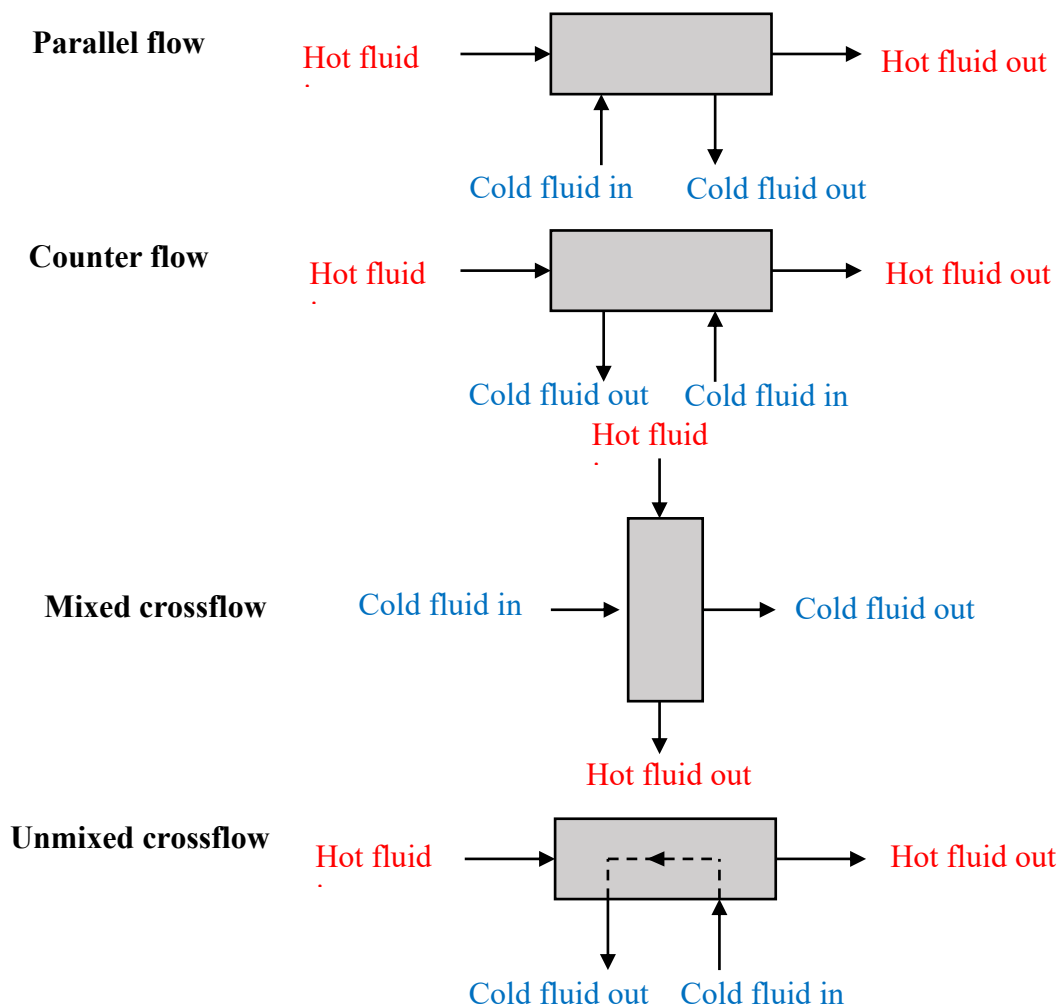 Parallel flow
Hot fluid
Hot fluid out
Cold fluid in
Cold fluid out
Counter flow
Hot fluid
Hot fluid out
Cold fluid out
Cold fluid in
Hot fluid
Mixed crossflow
Cold fluid in
Cold fluid out
Hot fluid out
Unmixed crossflow
Hot fluid
Hot fluid out
Cold fluid out
Cold fluid in